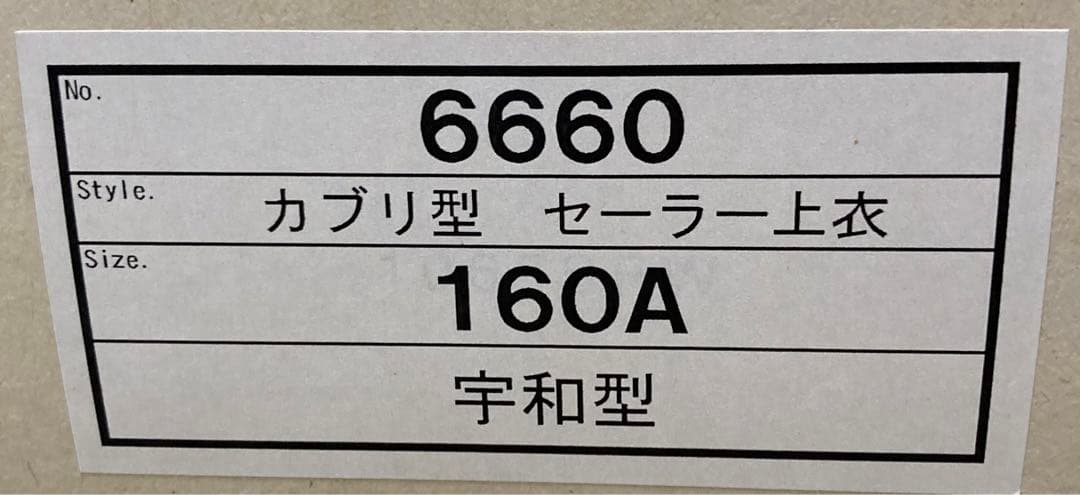 No.
6660
Style.
カブリ型　セーラー上衣
Size.
160A
宇和型